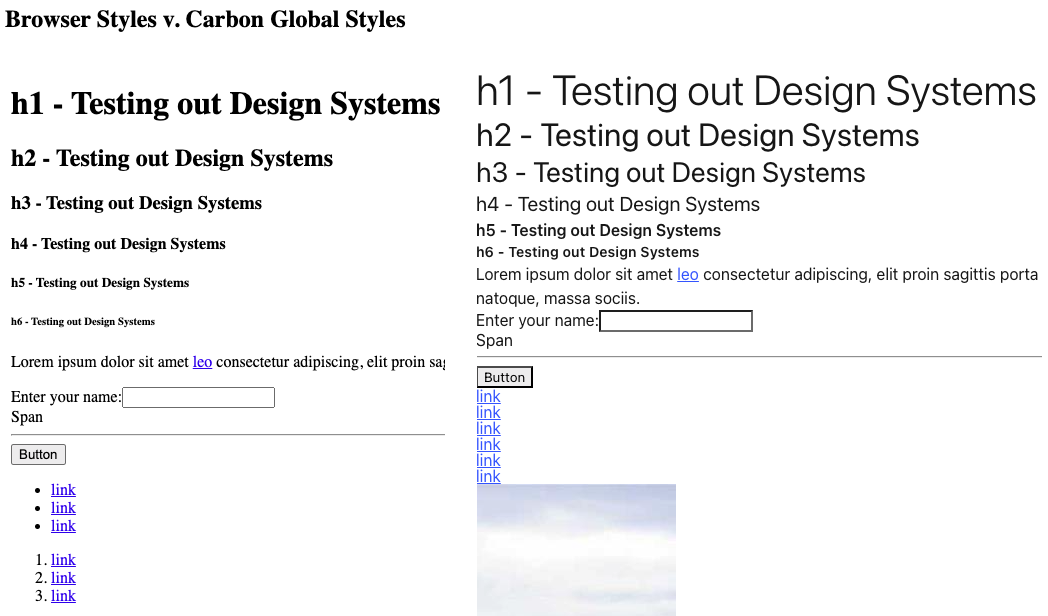 Browser Styles v. Carbon Global Styles
h1 - Testing out Design Systems
h2 - Testing out Design Systems
h3 - Testing out Design Systems
h4 - Testing out Design Systems
h5 - Testing out Design Systems
h6 - Testing out Design Systems
Lorem ipsum dolor sit amet leo consectetur adipiscing, elit proin sag
Enter your name:
Span
Button
• link
• link
• link
1. link
2. link
3. link
h1 - Testing out Design Systems
h2 - Testing out Design Systems
h3 - Testing out Design Systems
h4 - Testing out Design Systems
h5 - Testing out Design Systems
h6 - Testing out Design Systems
Lorem ipsum dolor sit amet leo consectetur adipiscing, elit proin sagittis porta
natoque, massa sociis.
Enter your name:
Span
Button
link
link
link
link
link
link